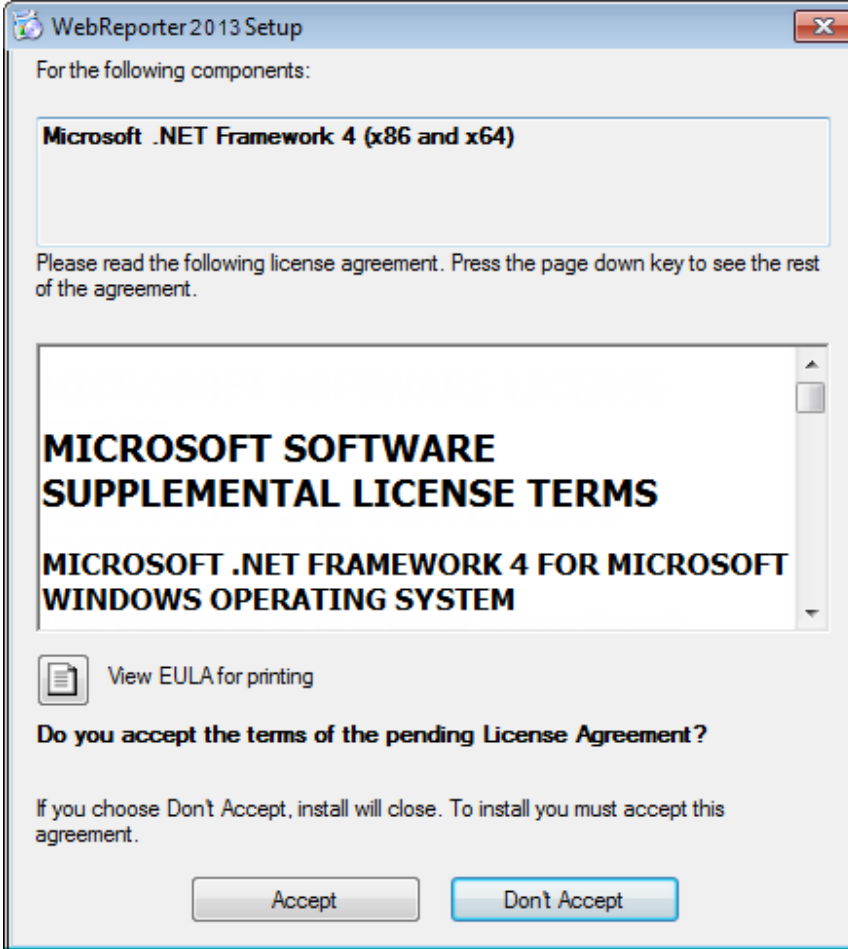 WebReporter 2013 Setup
For the following components:
Microsoft .NET Framework 4 (x86 and x64)
Please read the following license agreement. Press the page down key to see the rest
of the agreement.
MICROSOFT SOFTWARE
SUPPLEMENTAL LICENSE TERMS
MICROSOFT .NET FRAMEWORK 4 FOR MICROSOFT
WINDOWS OPERATING SYSTEM
View EULA for printing
Do you accept the terms of the pending License Agreement?
If you choose Don't Accept, install will close. To install you must accept this
agreement.
Accept
Don't Accept